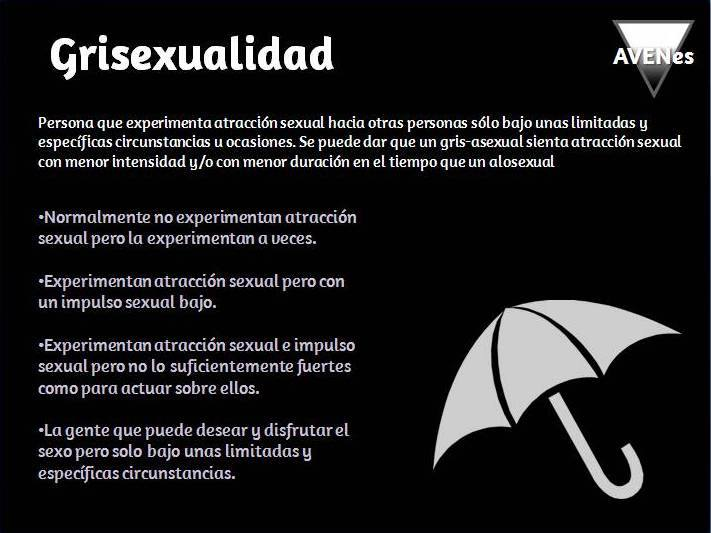 Grisexualidad
AVENes
Persona que experimenta atracción sexual hacia otras personas sólo bajo unas limitadas y
específicas circunstancias u ocasiones. Se puede dar que un gris-asexual sienta atracción sexual
con menor intensidad y/o con menor duración en el tiempo que un alosexual
•Normalmente no experimentan atracción
sexual pero la experimentan a veces.
•Experimentan atracción sexual pero con
un impulso sexual bajo.
•Experimentan atracción sexual e impulso
sexual pero no lo suficientemente fuertes
como para actuar sobre ellos.
•La gente que puede desear y disfrutar el
sexo pero solo bajo unas limitadas y
específicas circunstancias.